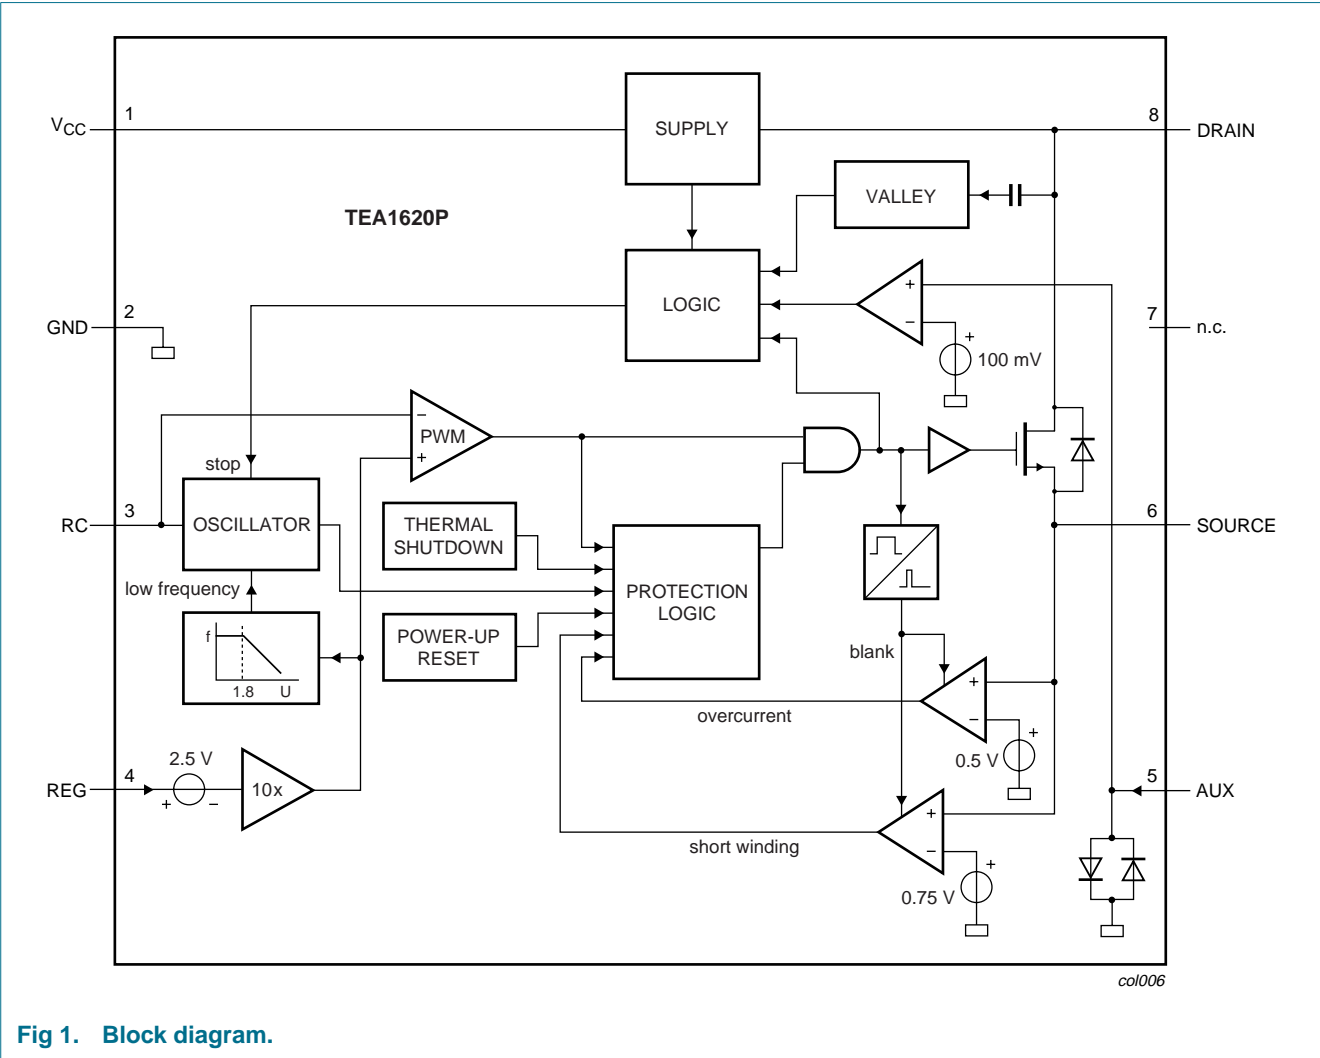 SUPPLY
1
VCC
8
DRAIN
VALLEY
TEA1620P
LOGIC
+
−
2
GND
7
n.c.
+
100 mV
−
PWM
+
stop
RC
3
OSCILLATOR
THERMAL
SHUTDOWN
6
SOURCE
low frequency
PROTECTION
LOGIC
f
1.8
U
POWER-UP
RESET
blank
+
−
overcurrent
+
0.5 V
2.5 V
REG
4
+
−
10x
5
AUX
+
−
short winding
+
0.75 V
col006
Fig 1. Block diagram.